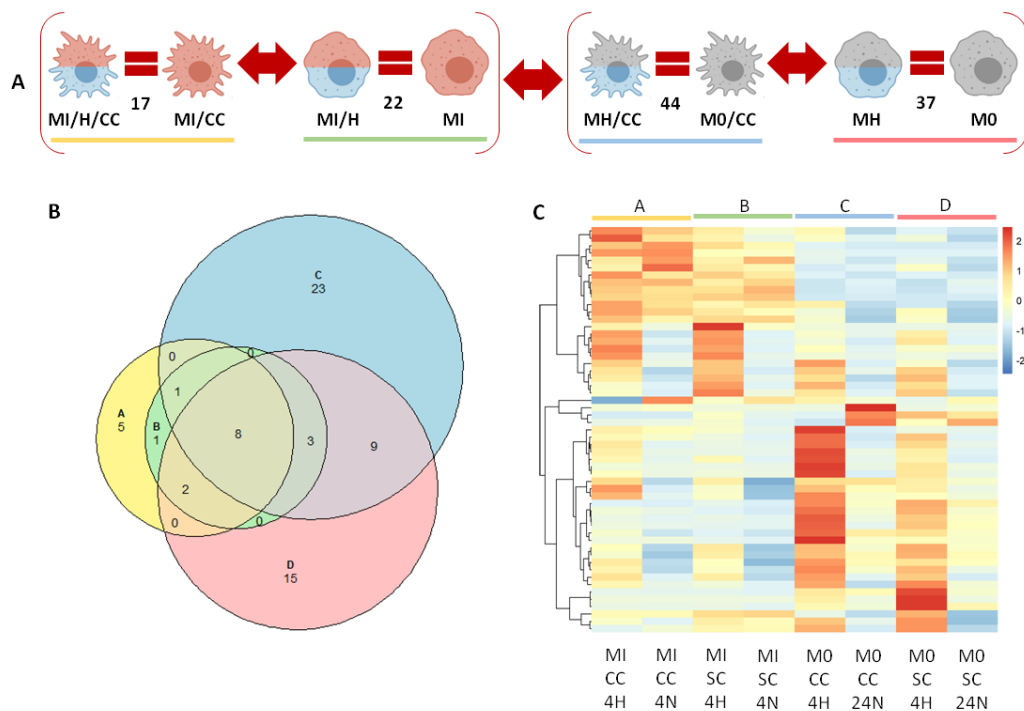 A
17
22
44
37
MI/H/CC MI/CC MI/H MI MH/CC M0/CC MH M0
B
C
23
0
0
A
5
1
B
1
8
3
9
2
0
0
D
15
C
A B C D
2
1
0
-1
-2
MI MI MI MI M0 M0 M0 M0
CC CC SC SC CC CC SC SC
4H 4N 4H 4N 4H 24N 4H 24N